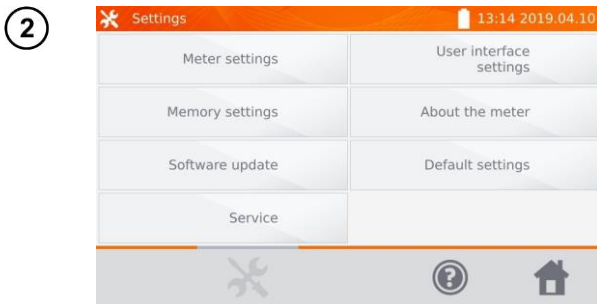 2
Settings
13:14 2019.04.10
Meter settings
User interface
settings
Memory settings
About the meter
Software update
Default settings
Service
?